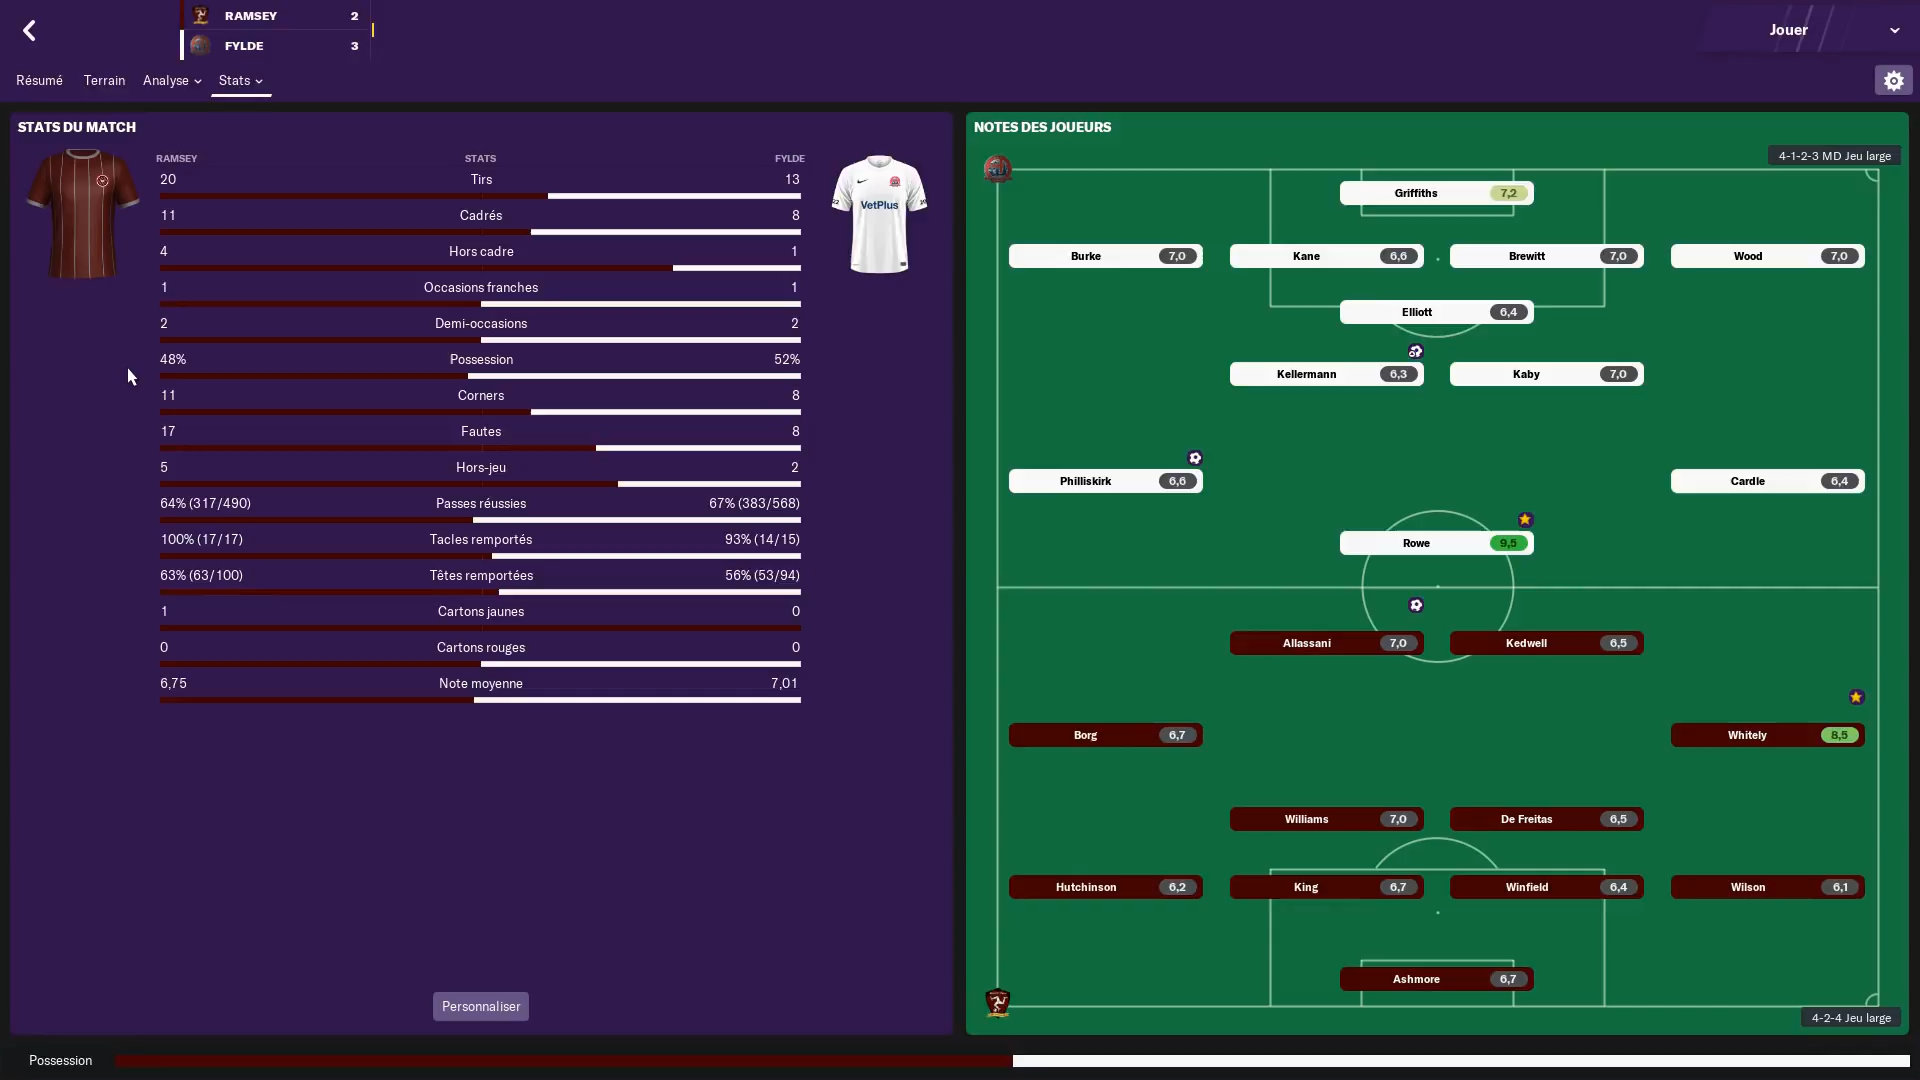 RAMSEY 2
FYLDE 3
Jouer
Résumé Terrain Analyse Stats
STATS DU MATCH
RAMSEY STATS FYLDE
20 Tirs 13
11 Cadrés 8
4 Hors cadre 1
1 Occasions franches 1
2 Demi-occasions 2
48% Possession 52%
11 Corners 8
17 Fautes 8
5 Hors-jeu 2
64% (317/490) Passes réussies 67% (383/568)
100% (17/17) Tacles remportés 93% (14/15)
63% (63/100) Têtes remportées 56% (53/94)
1 Cartons jaunes 0
0 Cartons rouges 0
6,75 Note moyenne 7,01
VetPlus
Personnaliser
NOTES DES JOUEURS
4-1-2-3 MD Jeu large
Griffiths 7,2
Burke 7,0 Kane 6,6 Brewitt 7,0 Wood 7,0
Elliott 6,4
Kellermann 6,3 Kaby 7,0
Philliskirk 6,6 Cardle 6,4
Rowe 9,5
Allassani 7,0 Kedwell 6,5
Borg 6,7 Whitely 8,5
Williams 7,0 De Freitas 6,5
Hutchinson 6,2 King 6,7 Winfield 6,4 Wilson 6,1
Ashmore 6,7
4-2-4 Jeu large
Possession